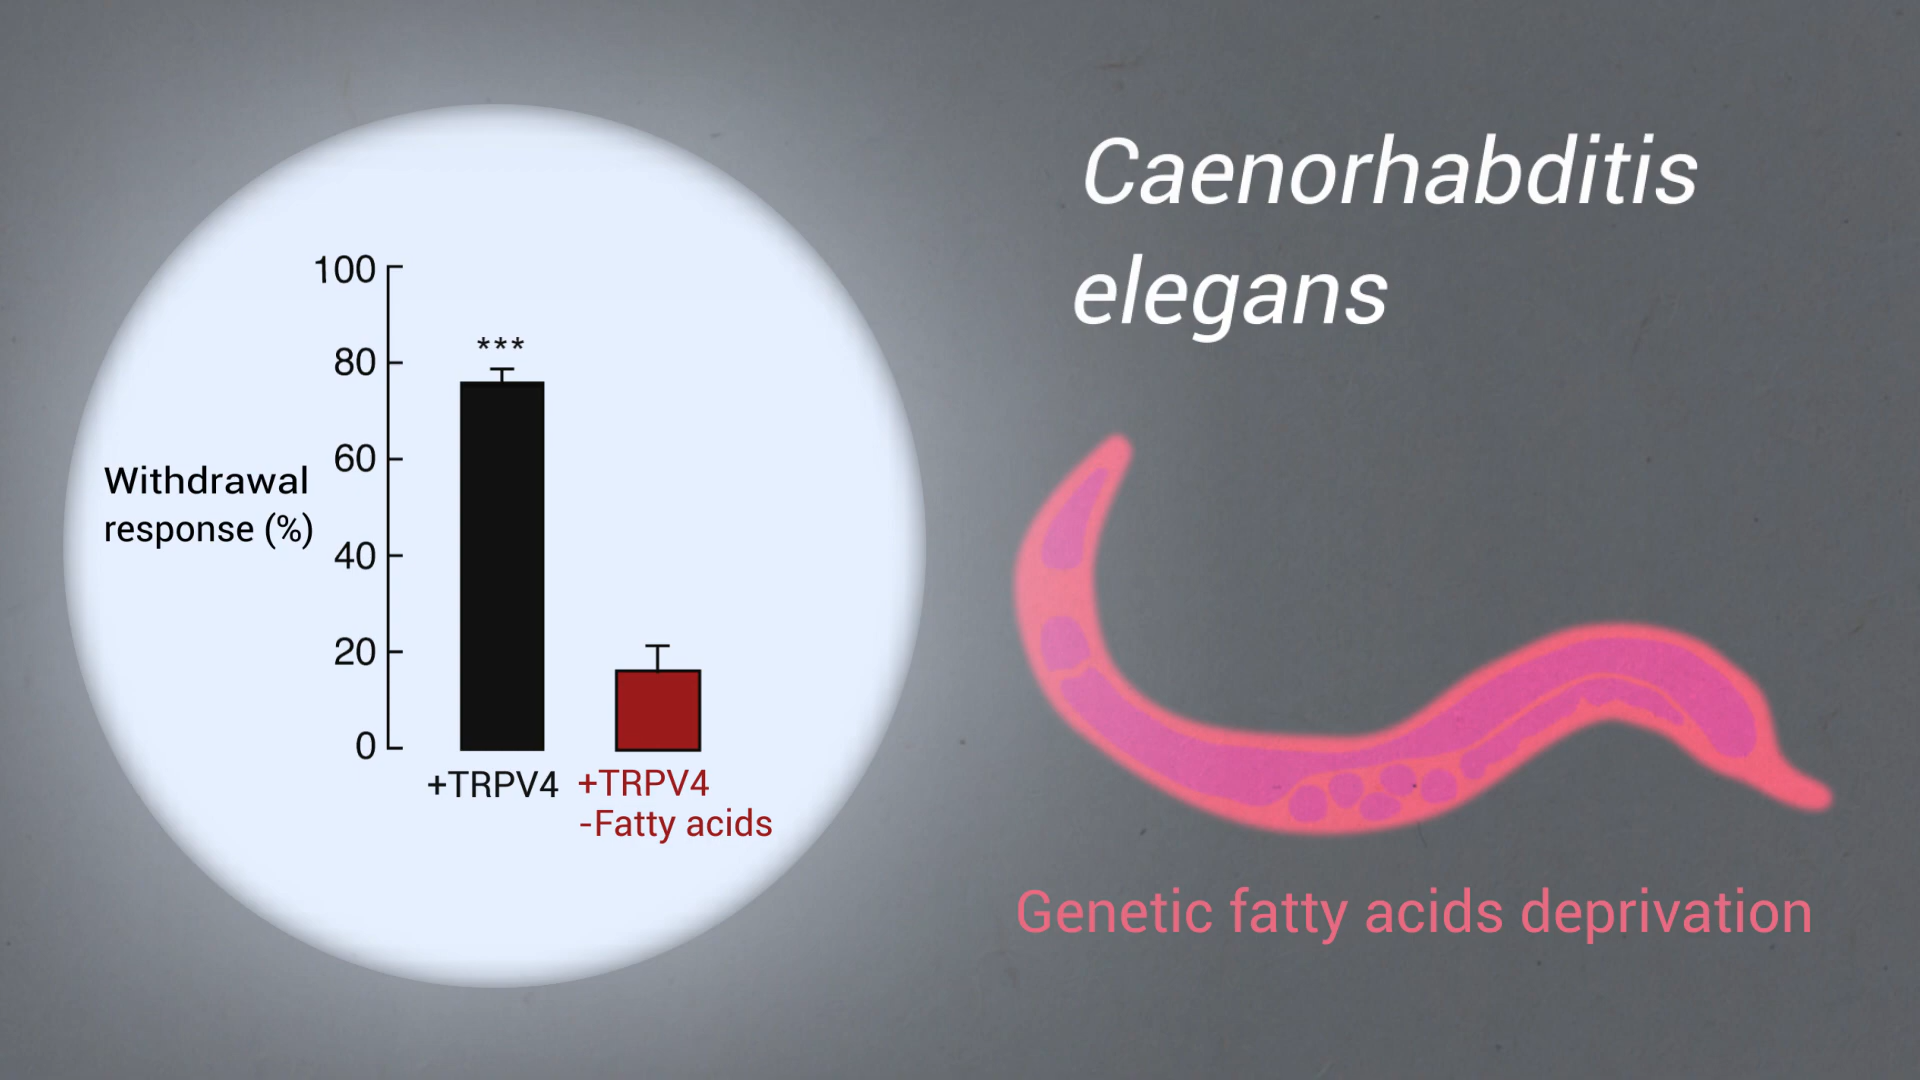 Caenorhabditis
elegans
100
80
60
40
20
0
***
Withdrawal
response (%)
+TRPV4
+TRPV4
-Fatty acids
Genetic fatty acids deprivation